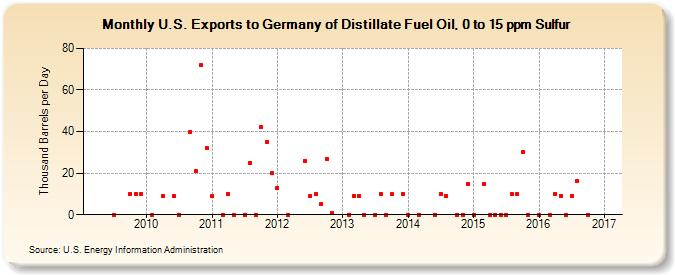 Monthly U.S. Exports to Germany of Distillate Fuel Oil, 0 to 15 ppm Sulfur
Thousand Barrels per Day
80
60
40
20
0
2010 2011 2012 2013 2014 2015 2016 2017
Source: U.S. Energy Information Administration